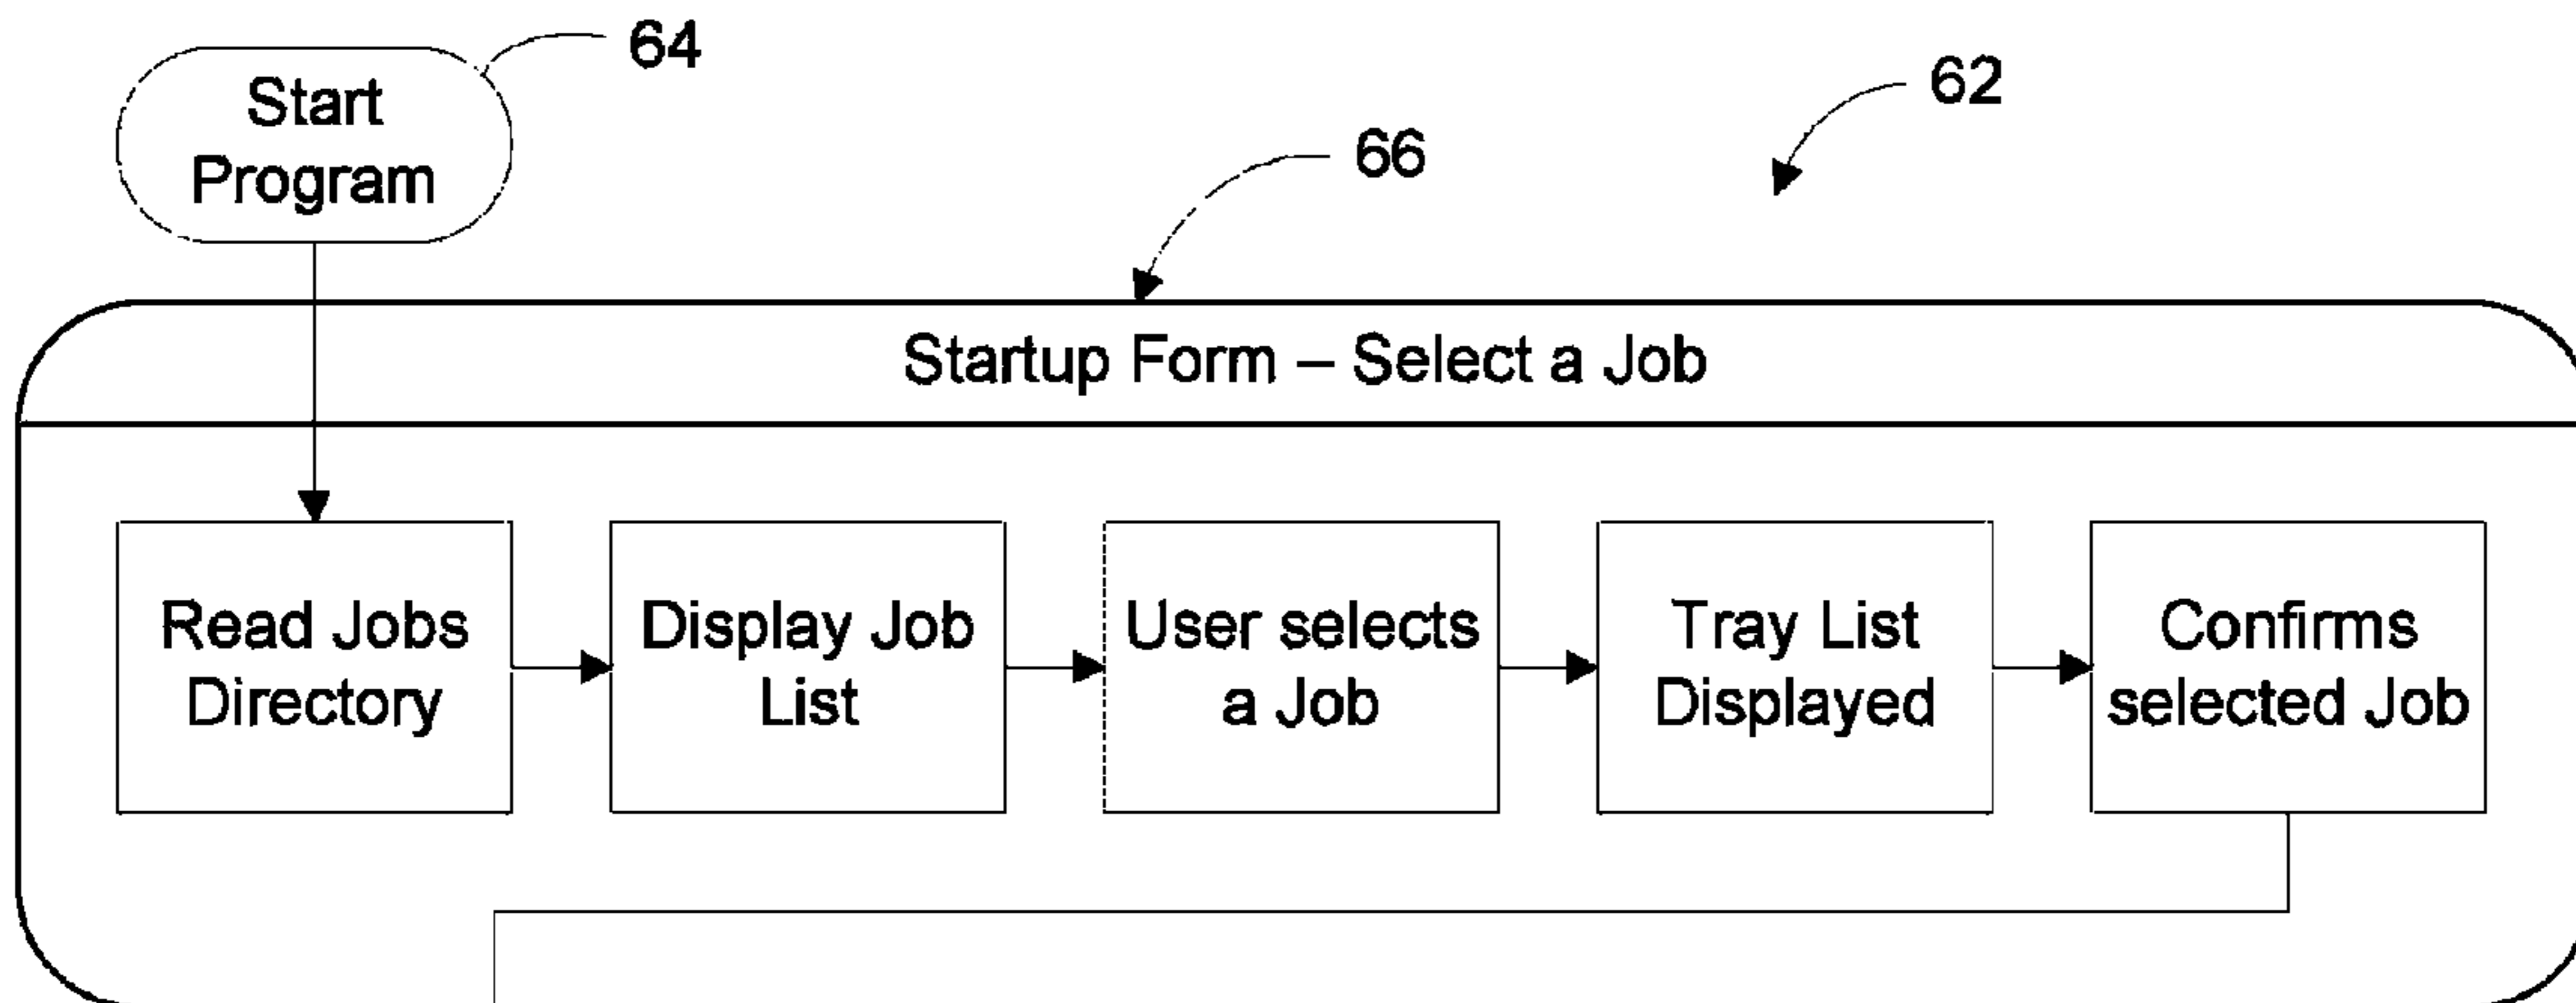 64
Start
Program
62
66
Startup Form – Select a Job
Read Jobs
Directory
Display Job
List
User selects
a Job
Tray List
Displayed
Confirms
selected Job